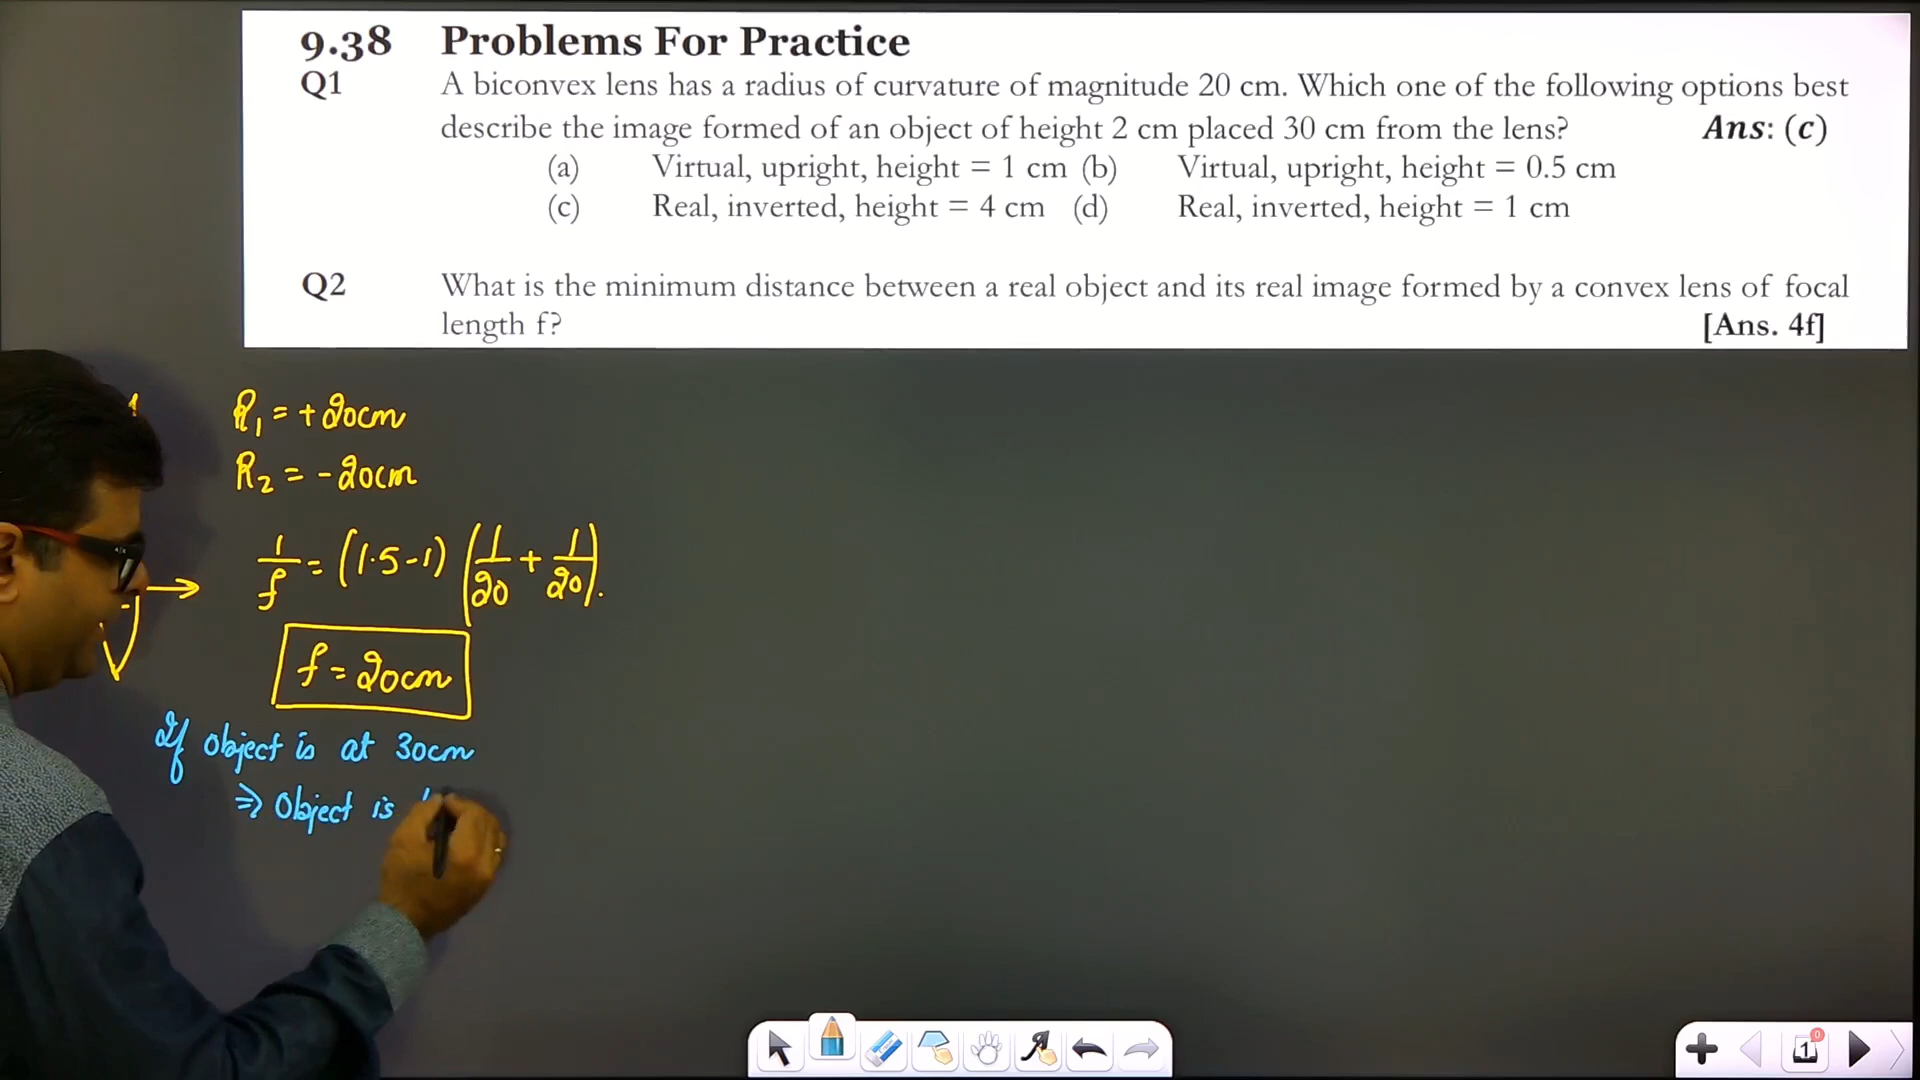 9.38 Problems For Practice
Q1 A biconvex lens has a radius of curvature of magnitude 20 cm. Which one of the following options best
describe the image formed of an object of height 2 cm placed 30 cm from the lens? Ans: (c)
(a) Virtual, upright, height = 1 cm (b) Virtual, upright, height = 0.5 cm
(c) Real, inverted, height = 4 cm (d) Real, inverted, height = 1 cm
Q2 What is the minimum distance between a real object and its real image formed by a convex lens of focal
length f? [Ans. 4f]
R₁ = +20cm
R₂ = -20cm
1/f = (1.5-1) (1/20 + 1/20).
f = 20cm
If object is at 30cm
⇒ Object is
1 0